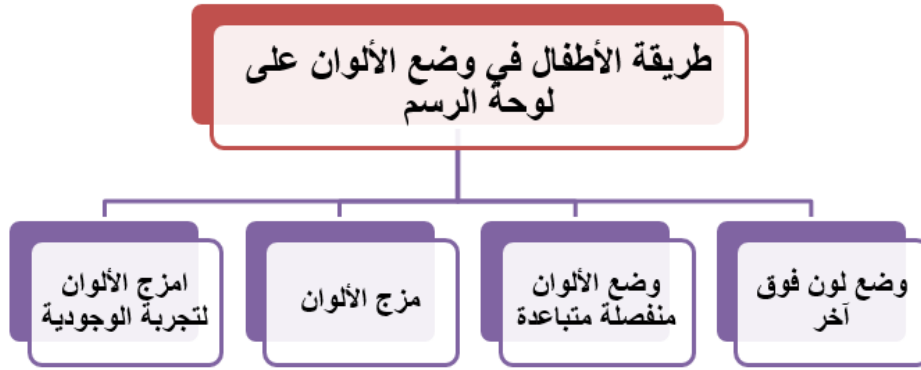 طريقة الأطفال في وضع الألوان على
لوحة الرسم
وضع لون فوق
آخر
وضع الألوان
منفصلة متباعدة
مزج الألوان
امزج الألوان
لتجربة الوجودية